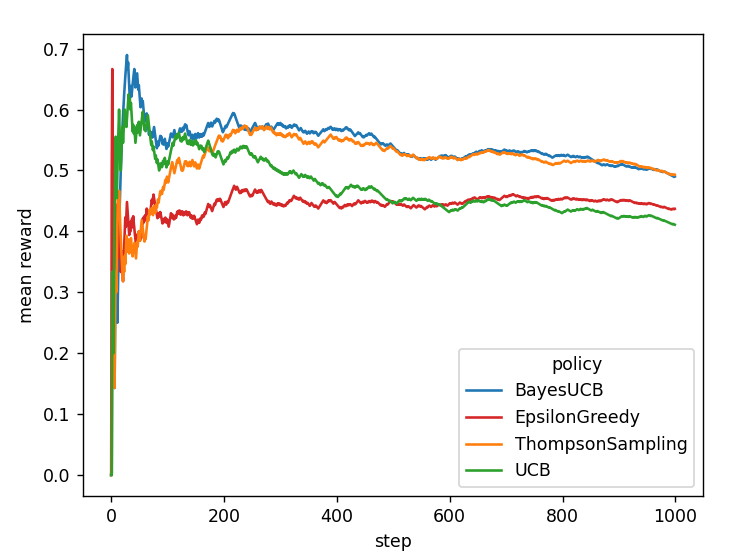 0.7
0.6
0.5
0.4
0.3
0.2
0.1
0.0
mean reward
0 200 400 600 800 1000
step
policy
BayesUCB
EpsilonGreedy
ThompsonSampling
UCB